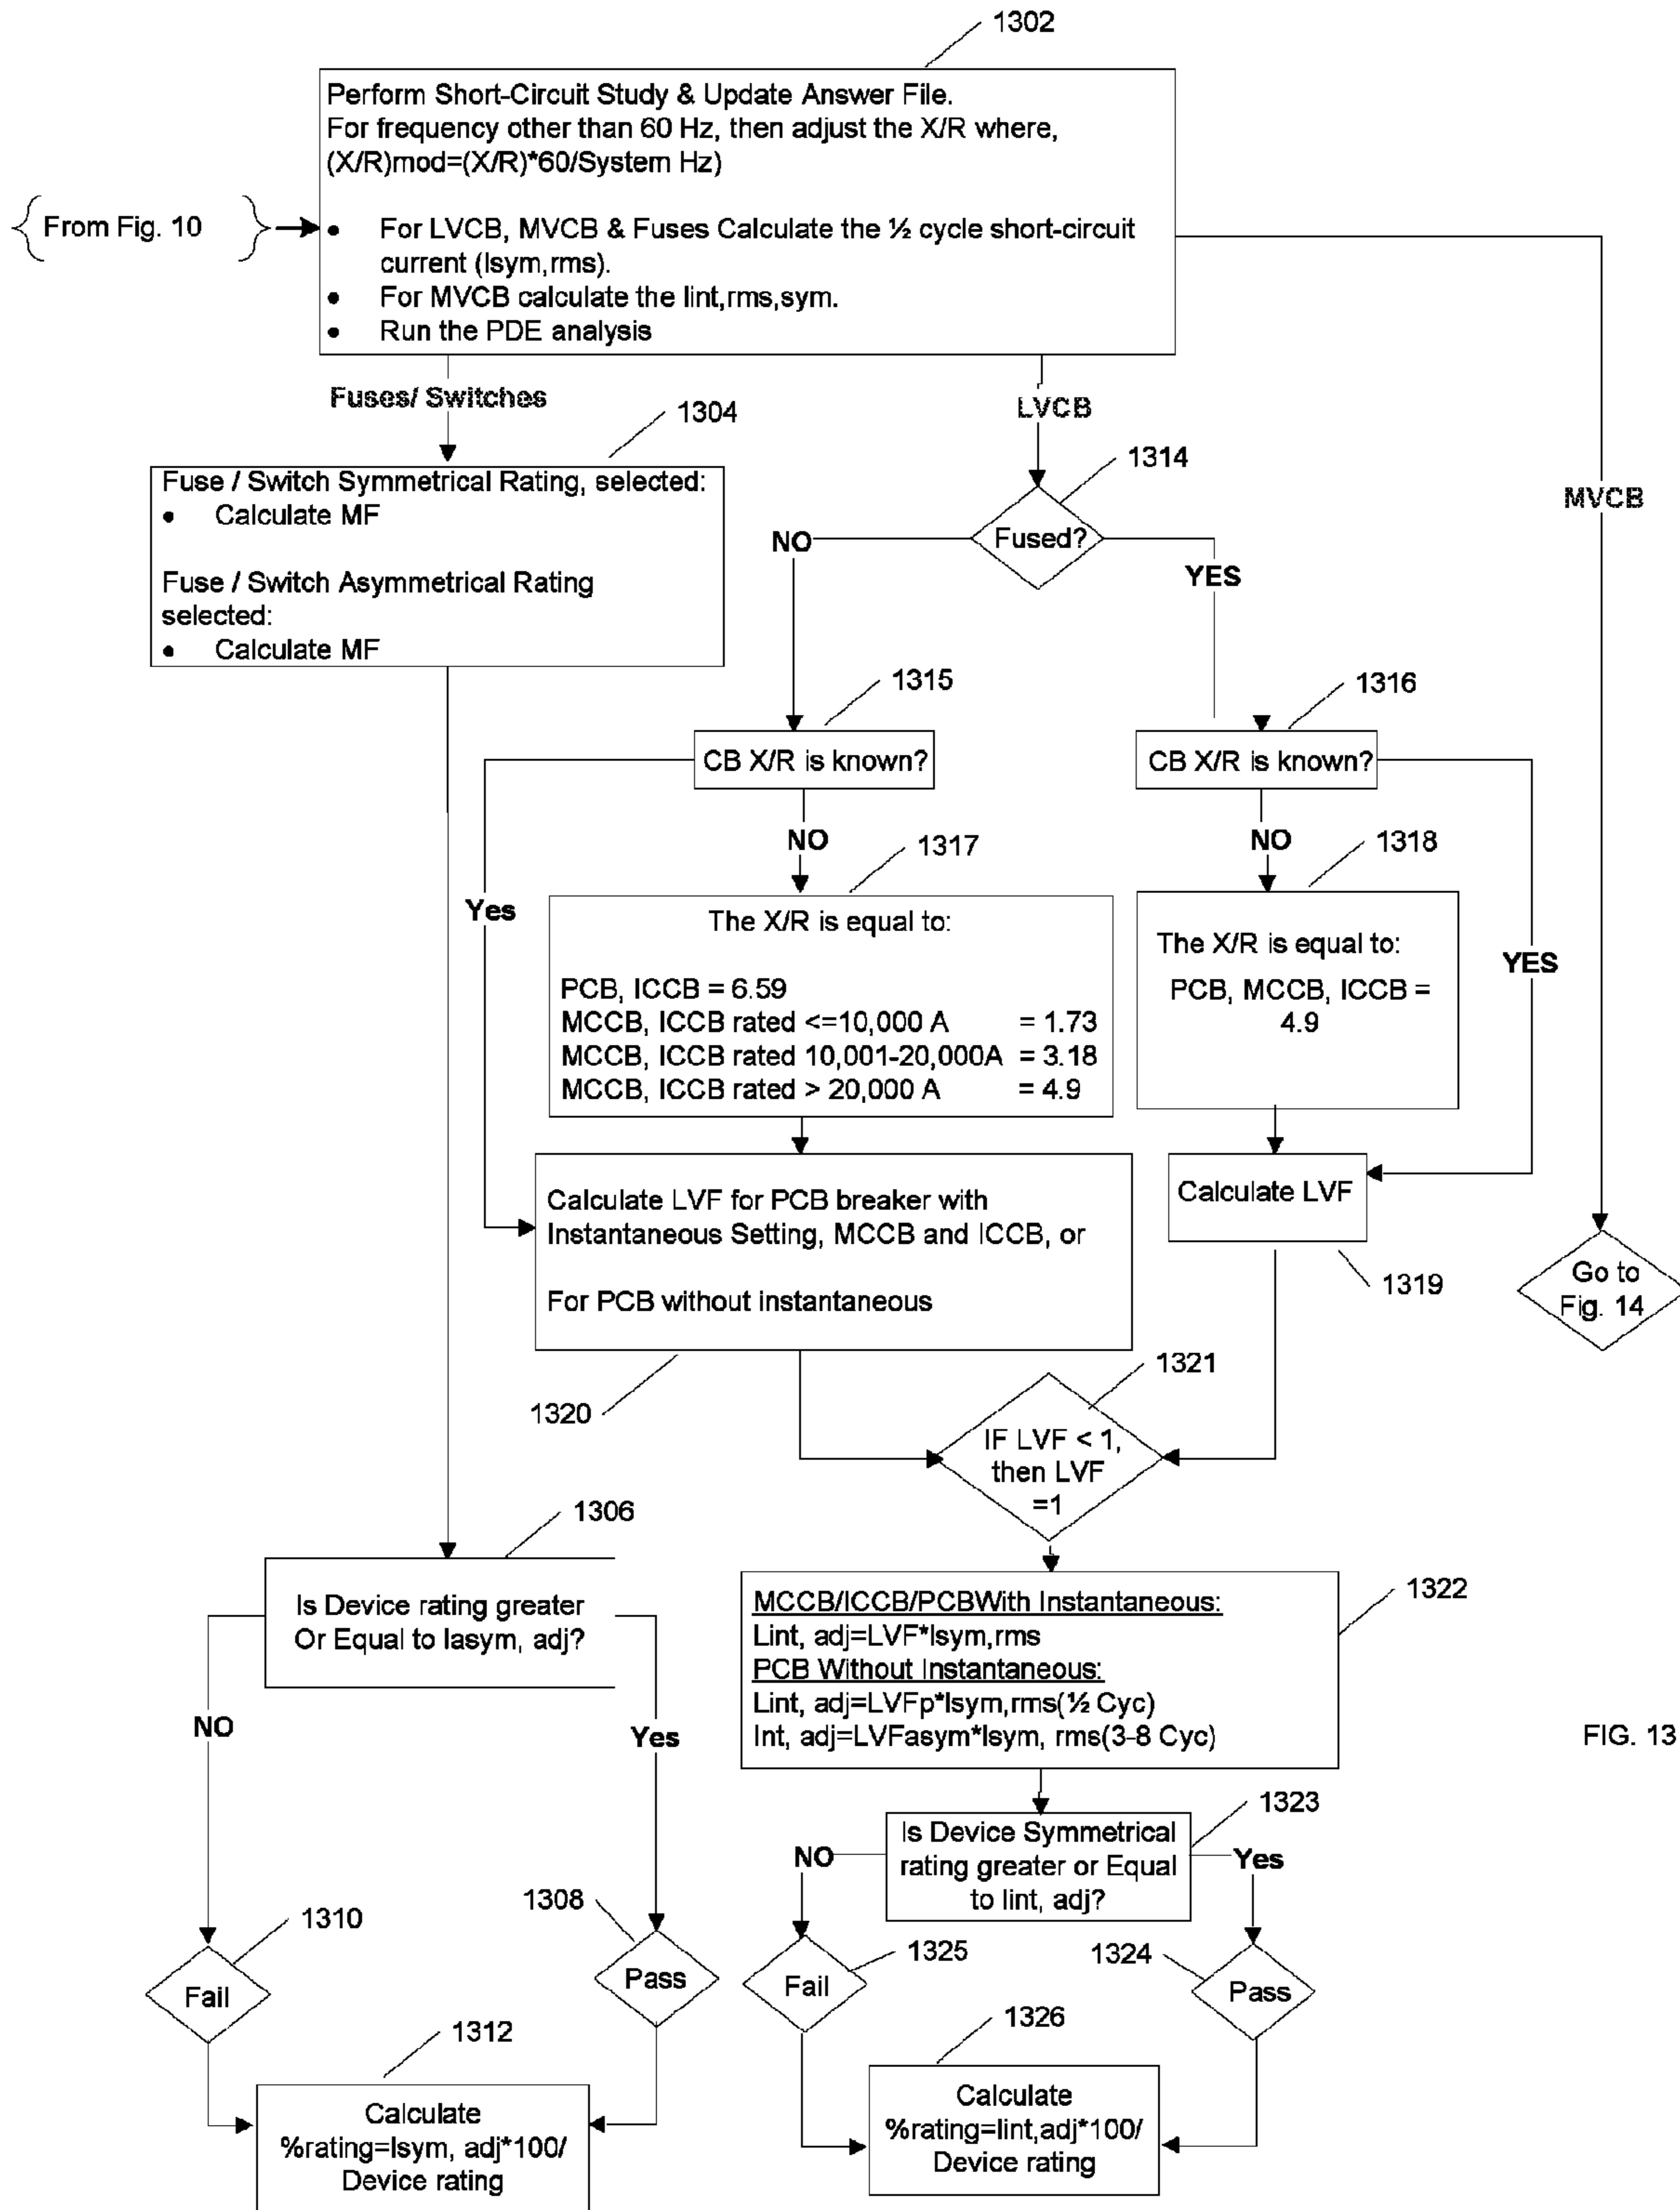 1302
Perform Short-Circuit Study & Update Answer File.
For frequency other than 60 Hz, then adjust the X/R where,
(X/R)mod=(X/R)*60/System Hz)
From Fig. 10
• For LVCB, MVCB & Fuses Calculate the ½ cycle short-circuit
current (Isym,rms).
• For MVCB calculate the Iint,rms,sym.
• Run the PDE analysis
Fuses/ Switches
LVCB
MVCB
1304
Fuse / Switch Symmetrical Rating, selected:
• Calculate MF
Fuse / Switch Asymmetrical Rating
selected:
• Calculate MF
1314
Fused?
NO
YES
1315
CB X/R is known?
1316
CB X/R is known?
NO
1317
NO
1318
Yes
The X/R is equal to:
PCB, ICCB = 6.59
MCCB, ICCB rated <=10,000 A = 1.73
MCCB, ICCB rated 10,001-20,000A = 3.18
MCCB, ICCB rated > 20,000 A = 4.9
The X/R is equal to:
PCB, MCCB, ICCB =
4.9
YES
Calculate LVF for PCB breaker with
Instantaneous Setting, MCCB and ICCB, or
For PCB without instantaneous
1320
Calculate LVF
1319
Go to
Fig. 14
1321
IF LVF < 1,
then LVF
=1
1306
Is Device rating greater
Or Equal to Iasym, adj?
NO
Yes
1322
MCCB/ICCB/PCBWith Instantaneous:
Lint, adj=LVF*Isym,rms
PCB Without Instantaneous:
Lint, adj=LVFp*Isym,rms(½ Cyc)
Int, adj=LVFasym*Isym, rms(3-8 Cyc)
FIG. 13
1323
Is Device Symmetrical
rating greater or Equal
to Iint, adj?
NO
Yes
1310
Fail
1308
Pass
1325
Fail
1324
Pass
1312
Calculate
%rating=Isym, adj*100/
Device rating
1326
Calculate
%rating=Iint,adj*100/
Device rating